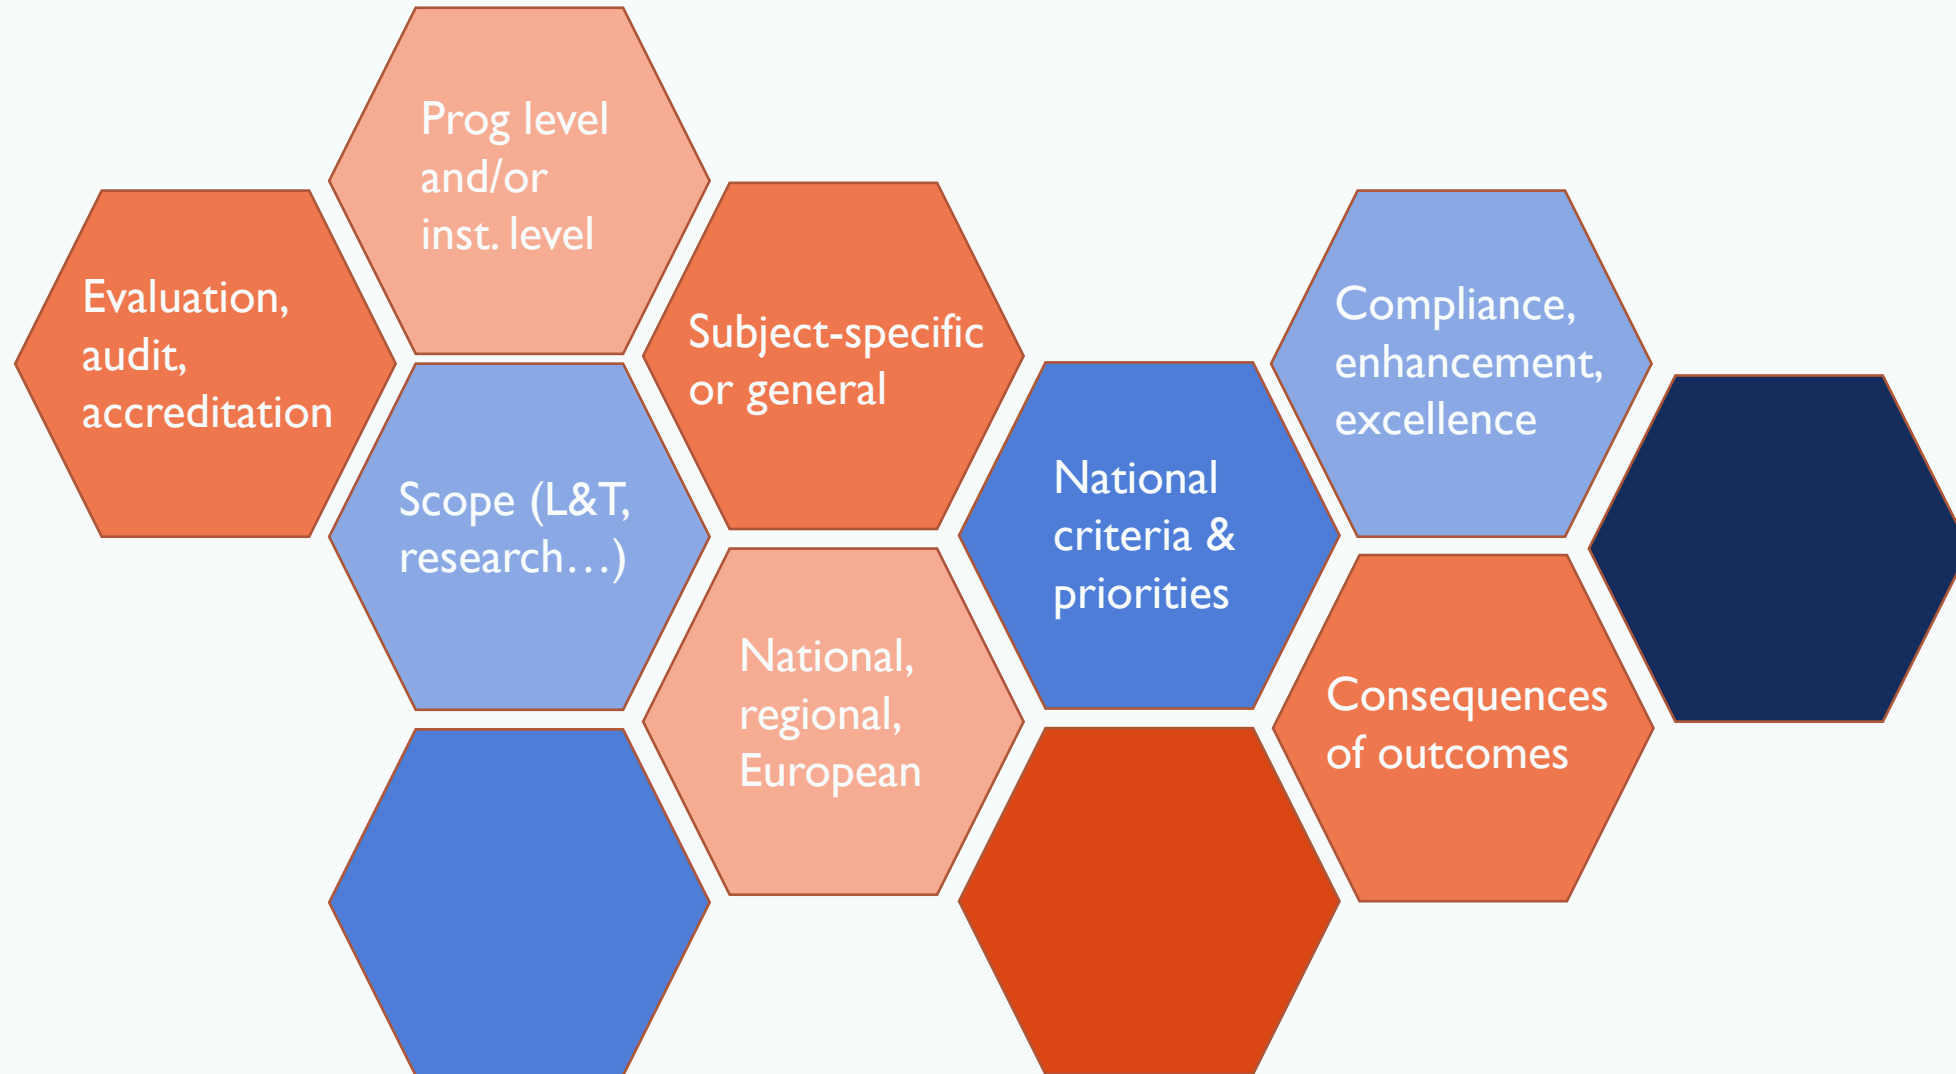 Prog level
and/or
inst. level
Evaluation,
audit,
accreditation
Subject-specific
or general
Compliance,
enhancement,
excellence
Scope (L&T,
research…)
National
criteria &
priorities
National,
regional,
European
Consequences
of outcomes